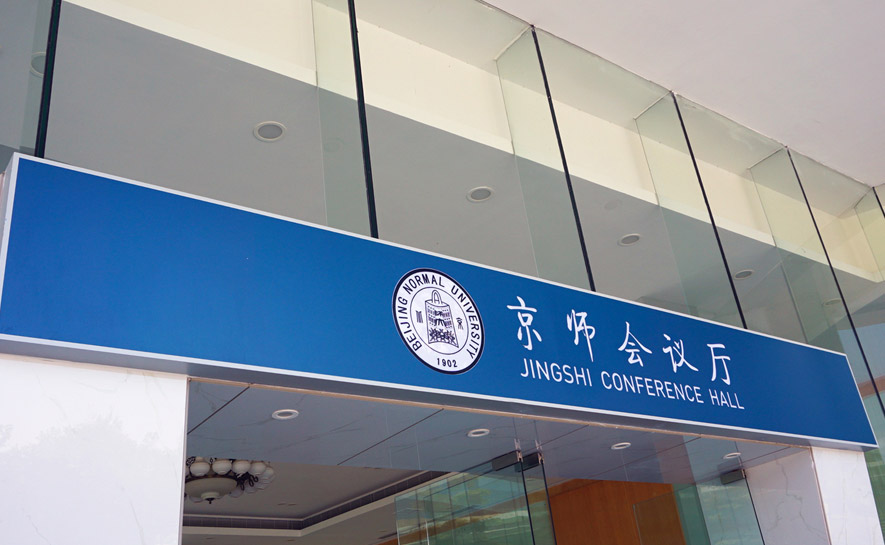 BEIJING NORMAL UNIVERSITY
1902
京师会议厅
JINGSHI CONFERENCE HALL